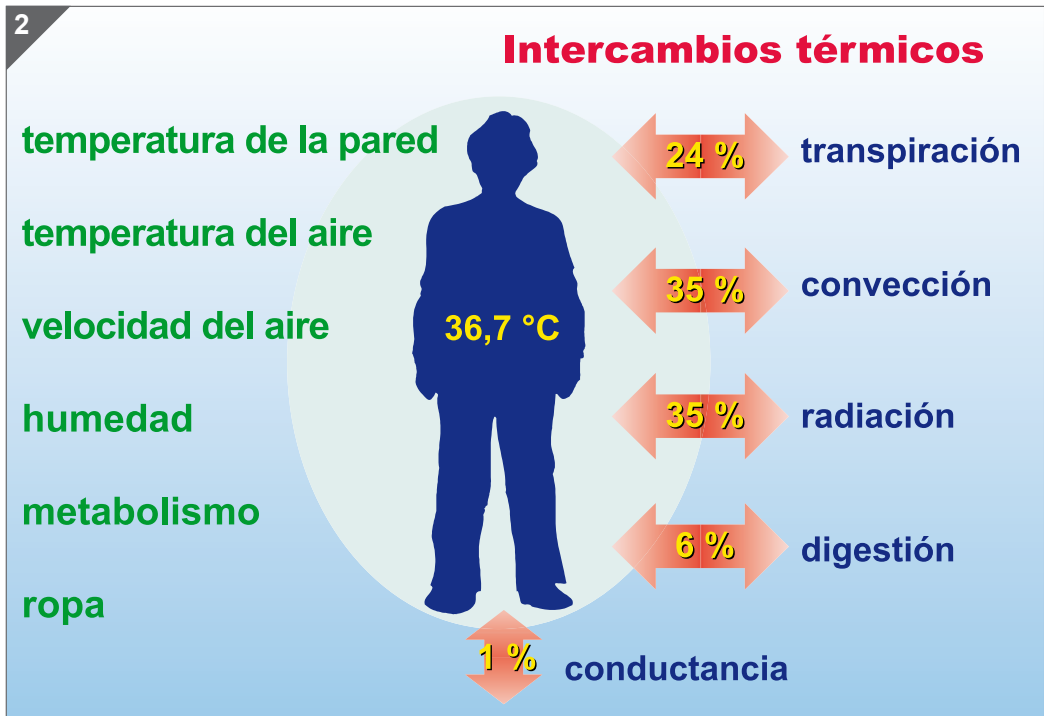 2
Intercambios térmicos
temperatura de la pared
24 %
transpiración
temperatura del aire
35 %
convección
velocidad del aire
36,7 °C
humedad
35 %
radiación
metabolismo
6 %
digestión
ropa
1 %
conductancia